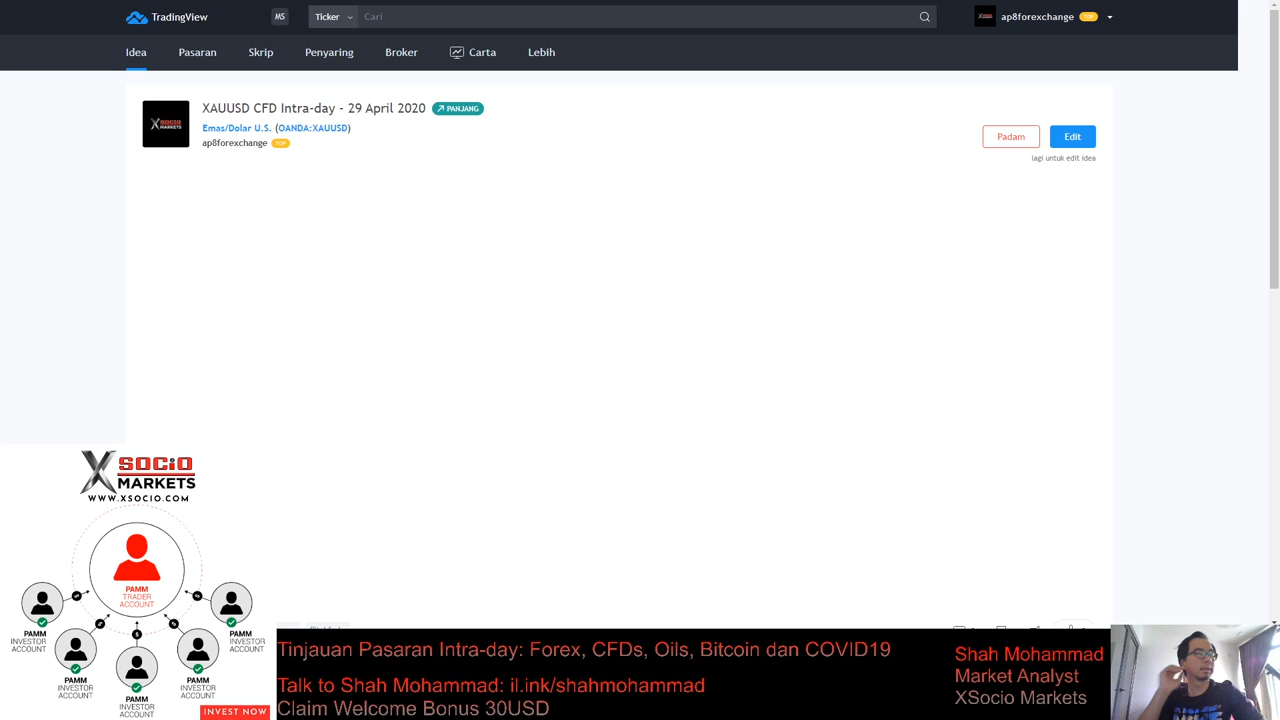 TradingView
MS
Ticker
Cari
ap8forexchange TOP
Idea
Pasaran
Skrip
Penyaring
Broker
Carta
Lebih
XSOCIO MARKETS
XAUUSD CFD Intra-day - 29 April 2020 PANJANG
Emas/Dolar U.S. (OANDA:XAUUSD)
ap8forexchange TOP
Padam
Edit
lagi untuk edit idea
XSOCIO
MARKETS
WWW.XSOCIO.COM
PAMM
TRADER
ACCOUNT
PAMM
INVESTOR
ACCOUNT
PAMM
INVESTOR
ACCOUNT
PAMM
INVESTOR
ACCOUNT
PAMM
INVESTOR
ACCOUNT
PAMM
INVESTOR
ACCOUNT
INVEST NOW
Tinjauan Pasaran Intra-day: Forex, CFDs, Oils, Bitcoin dan COVID19
Talk to Shah Mohammad: il.ink/shahmohammad
Claim Welcome Bonus 30USD
Shah Mohammad
Market Analyst
XSocio Markets